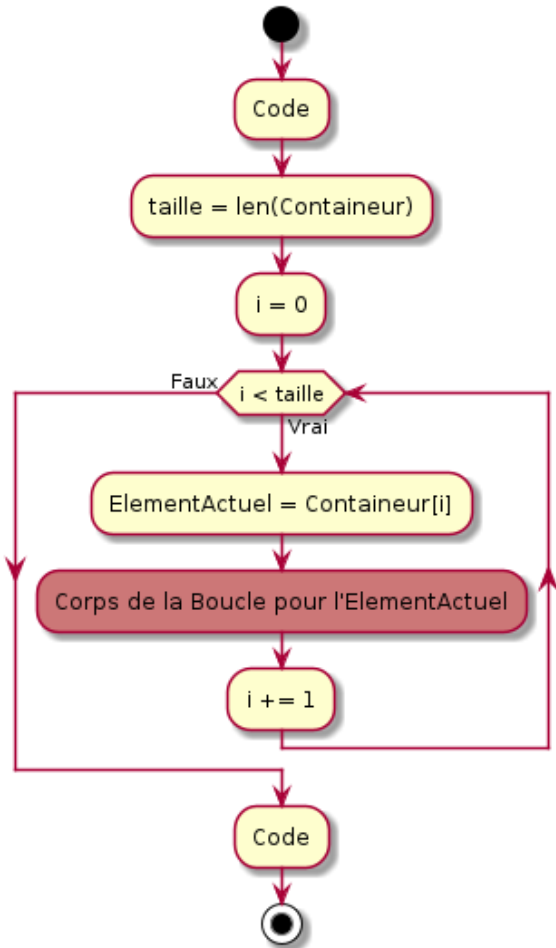 Code
taille = len(Containeur)
i = 0
Faux
i < taille
Vrai
ElementActuel = Containeur[i]
Corps de la Boucle pour l'ElementActuel
i += 1
Code